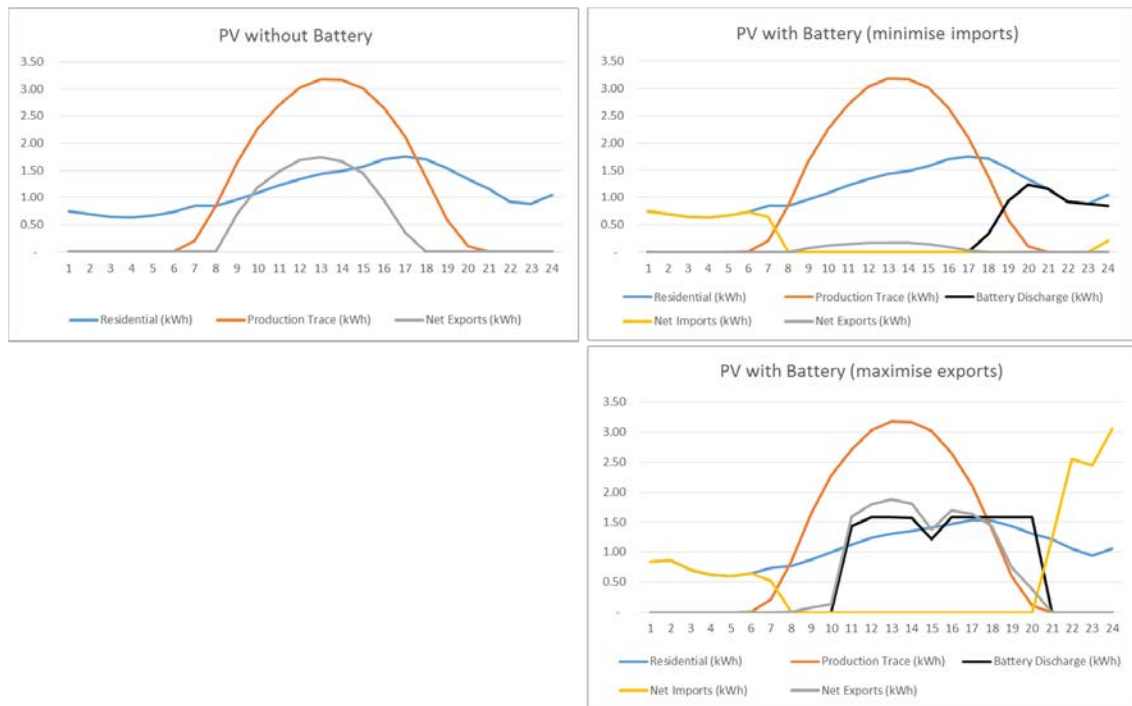 PV without Battery
3.50
3.00
2.50
2.00
1.50
1.00
0.50
-
1 2 3 4 5 6 7 8 9 10 11 12 13 14 15 16 17 18 19 20 21 22 23 24
Residential (kWh) Production Trace (kWh) Net Exports (kWh)
PV with Battery (minimise imports)
3.50
3.00
2.50
2.00
1.50
1.00
0.50
-
1 2 3 4 5 6 7 8 9 10 11 12 13 14 15 16 17 18 19 20 21 22 23 24
Residential (kWh) Production Trace (kWh) Battery Discharge (kWh)
Net Imports (kWh) Net Exports (kWh)
PV with Battery (maximise exports)
3.50
3.00
2.50
2.00
1.50
1.00
0.50
-
1 2 3 4 5 6 7 8 9 10 11 12 13 14 15 16 17 18 19 20 21 22 23 24
Residential (kWh) Production Trace (kWh) Battery Discharge (kWh)
Net Imports (kWh) Net Exports (kWh)